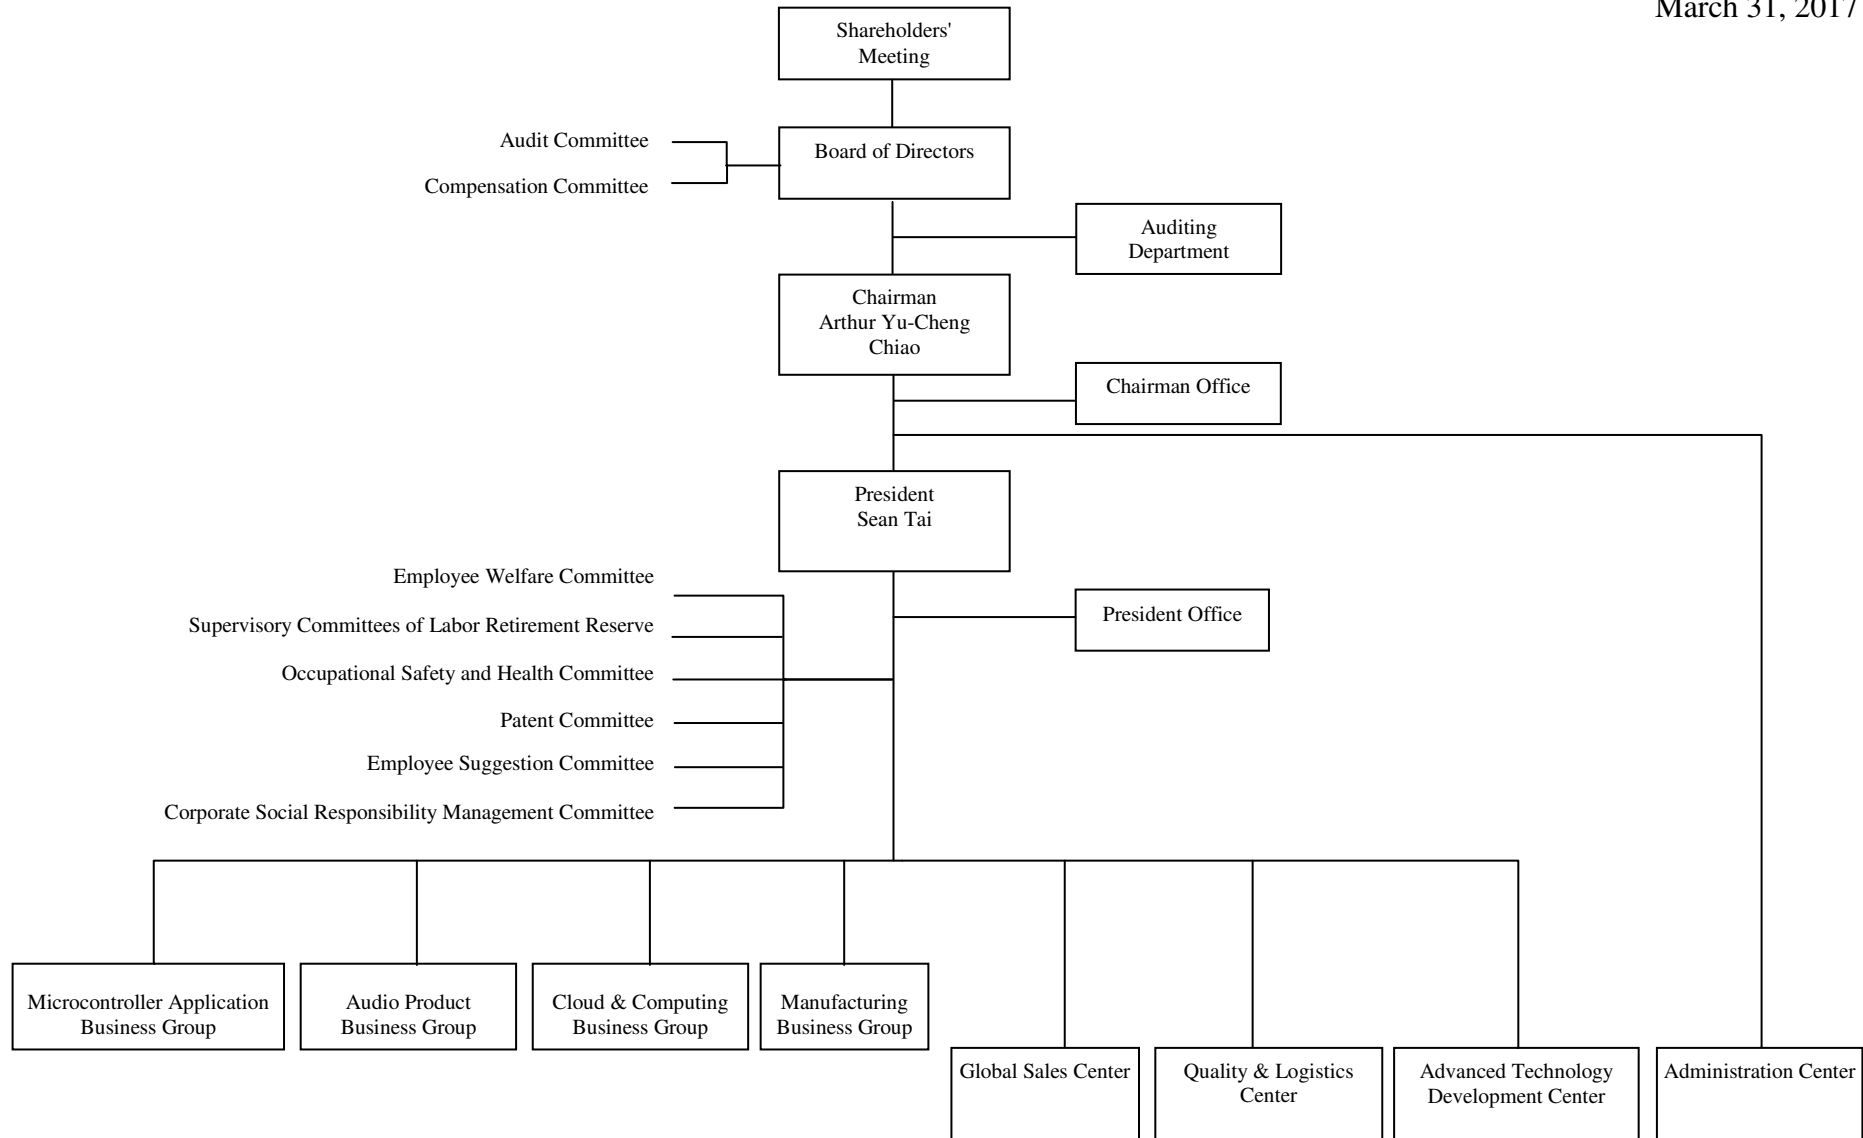 March 31, 2017
Shareholders'
Meeting
Audit Committee
Compensation Committee
Board of Directors
Auditing
Department
Chairman
Arthur Yu-Cheng
Chiao
Chairman Office
President
Sean Tai
Employee Welfare Committee
Supervisory Committees of Labor Retirement Reserve
Occupational Safety and Health Committee
Patent Committee
Employee Suggestion Committee
Corporate Social Responsibility Management Committee
President Office
Microcontroller Application
Business Group
Audio Product
Business Group
Cloud & Computing
Business Group
Manufacturing
Business Group
Global Sales Center
Quality & Logistics
Center
Advanced Technology
Development Center
Administration Center